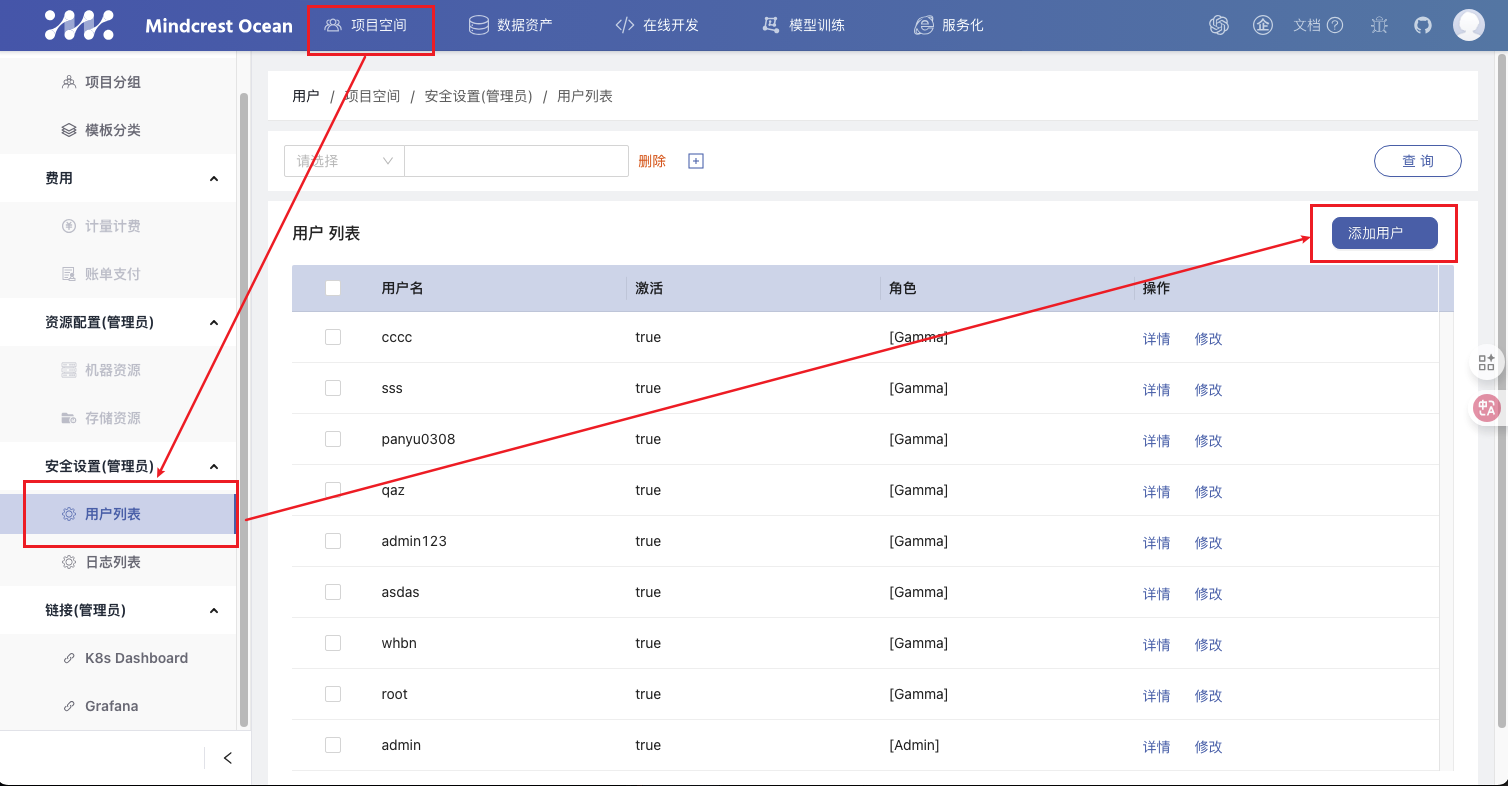 Mindcrest Ocean 项目空间 数据资产 在线开发 模型训练 服务化 文档
项目分组
模板分类
费用
计量计费
账单支付
资源配置(管理员)
机器资源
存储资源
安全设置(管理员)
用户列表
日志列表
链接(管理员)
K8s Dashboard
Grafana
用户 / 项目空间 / 安全设置(管理员) / 用户列表
请选择 删除 查 询
用户 列表 添加用户
用户名 激活 角色 操作
cccc true [Gamma] 详情 修改
sss true [Gamma] 详情 修改
panyu0308 true [Gamma] 详情 修改
qaz true [Gamma] 详情 修改
admin123 true [Gamma] 详情 修改
asdas true [Gamma] 详情 修改
whbn true [Gamma] 详情 修改
root true [Gamma] 详情 修改
admin true [Admin] 详情 修改